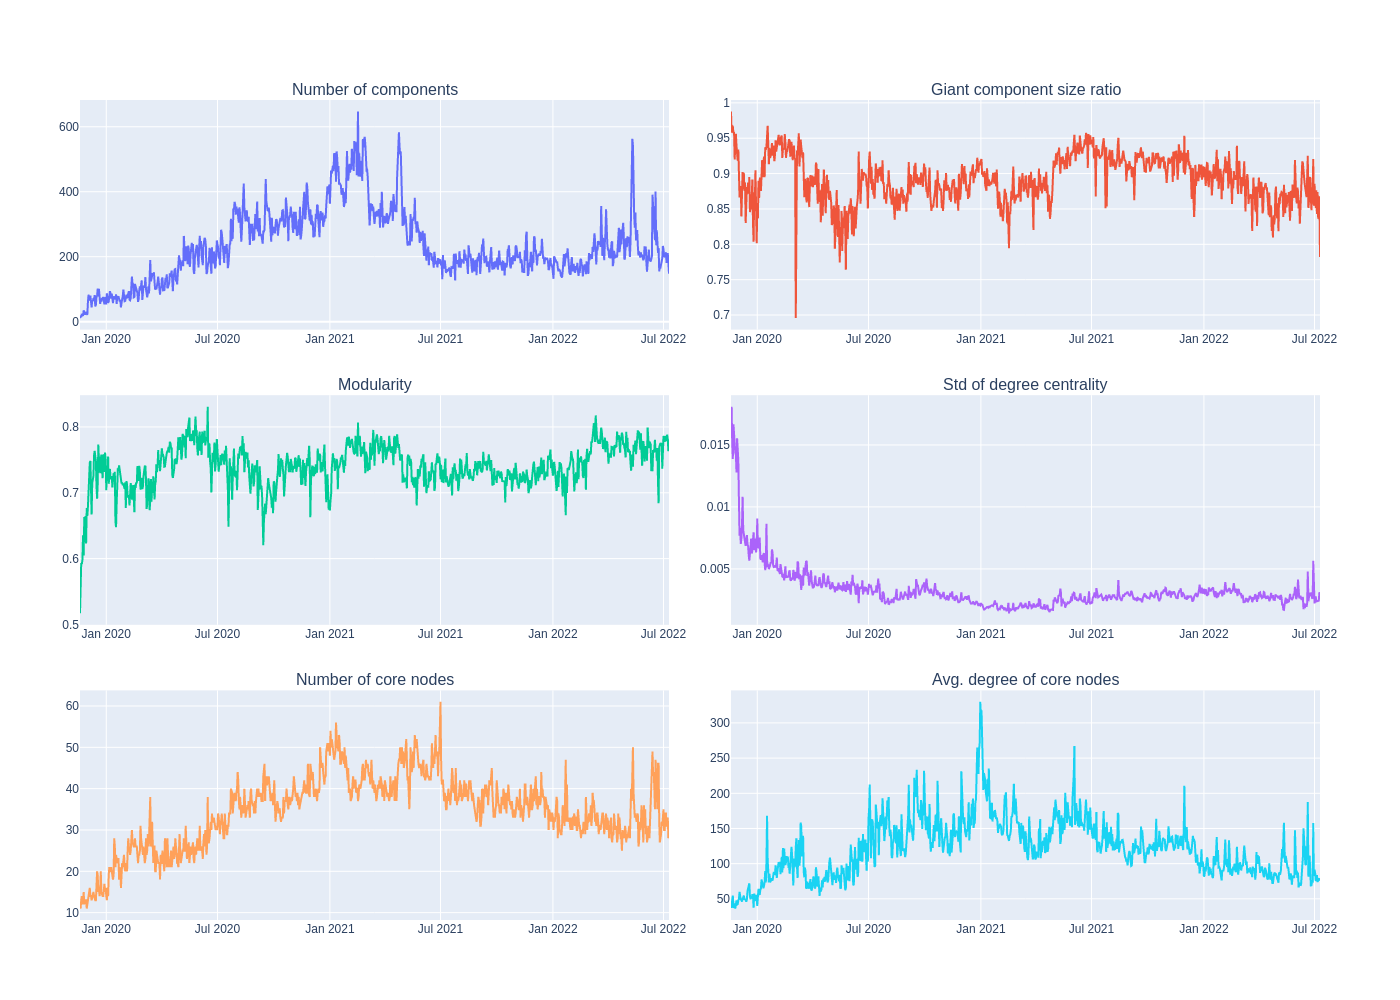 Number of components
Giant component size ratio
600
400
200
0
Jan 2020 Jul 2020 Jan 2021 Jul 2021 Jan 2022 Jul 2022
1
0.95
0.9
0.85
0.8
0.75
0.7
Jan 2020 Jul 2020 Jan 2021 Jul 2021 Jan 2022 Jul 2022
Modularity
Std of degree centrality
0.8
0.7
0.6
0.5
Jan 2020 Jul 2020 Jan 2021 Jul 2021 Jan 2022 Jul 2022
0.015
0.01
0.005
Jan 2020 Jul 2020 Jan 2021 Jul 2021 Jan 2022 Jul 2022
Number of core nodes
Avg. degree of core nodes
60
50
40
30
20
10
Jan 2020 Jul 2020 Jan 2021 Jul 2021 Jan 2022 Jul 2022
300
250
200
150
100
50
Jan 2020 Jul 2020 Jan 2021 Jul 2021 Jan 2022 Jul 2022